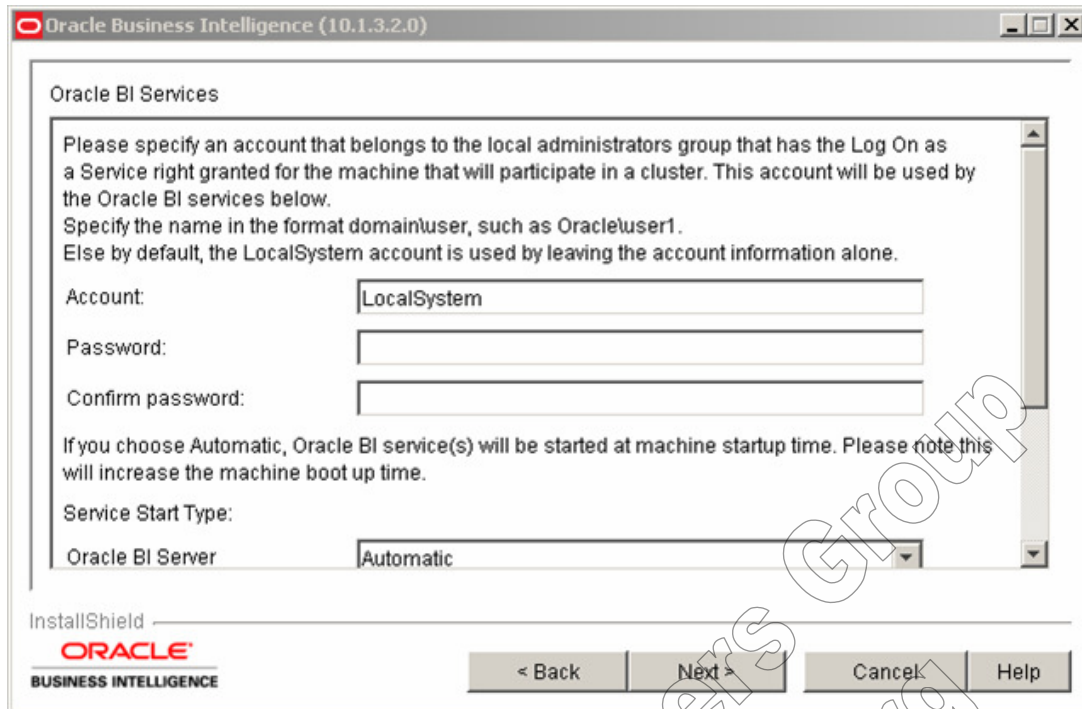 Oracle Business Intelligence (10.1.3.2.0)
Oracle BI Services
Please specify an account that belongs to the local administrators group that has the Log On as
a Service right granted for the machine that will participate in a cluster. This account will be used by
the Oracle BI services below.
Specify the name in the format domain\user, such as Oracle\user1.
Else by default, the LocalSystem account is used by leaving the account information alone.
Account: LocalSystem
Password:
Confirm password:
If you choose Automatic, Oracle BI service(s) will be started at machine startup time. Please note this
will increase the machine boot up time.
Service Start Type:
Oracle BI Server Automatic
InstallShield
ORACLE®
BUSINESS INTELLIGENCE
< Back Next > Cancel Help
ers Group